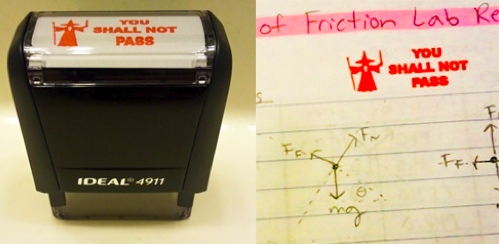 YOU
SHALL NOT
PASS
IDEAL® 4911
of Friction Lab Re
YOU
SHALL NOT
PASS
FN
FF
θ
mg
FF